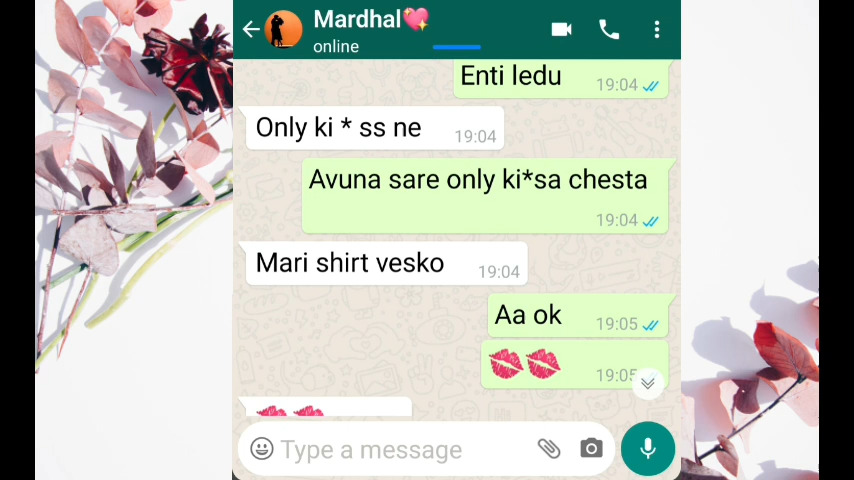 Mardhal💖
online
Enti ledu 19:04
Only ki * ss ne 19:04
Avuna sare only ki*sa chesta
19:04
Mari shirt vesko 19:04
Aa ok 19:05
💋💋 19:05
💋💋
Type a message